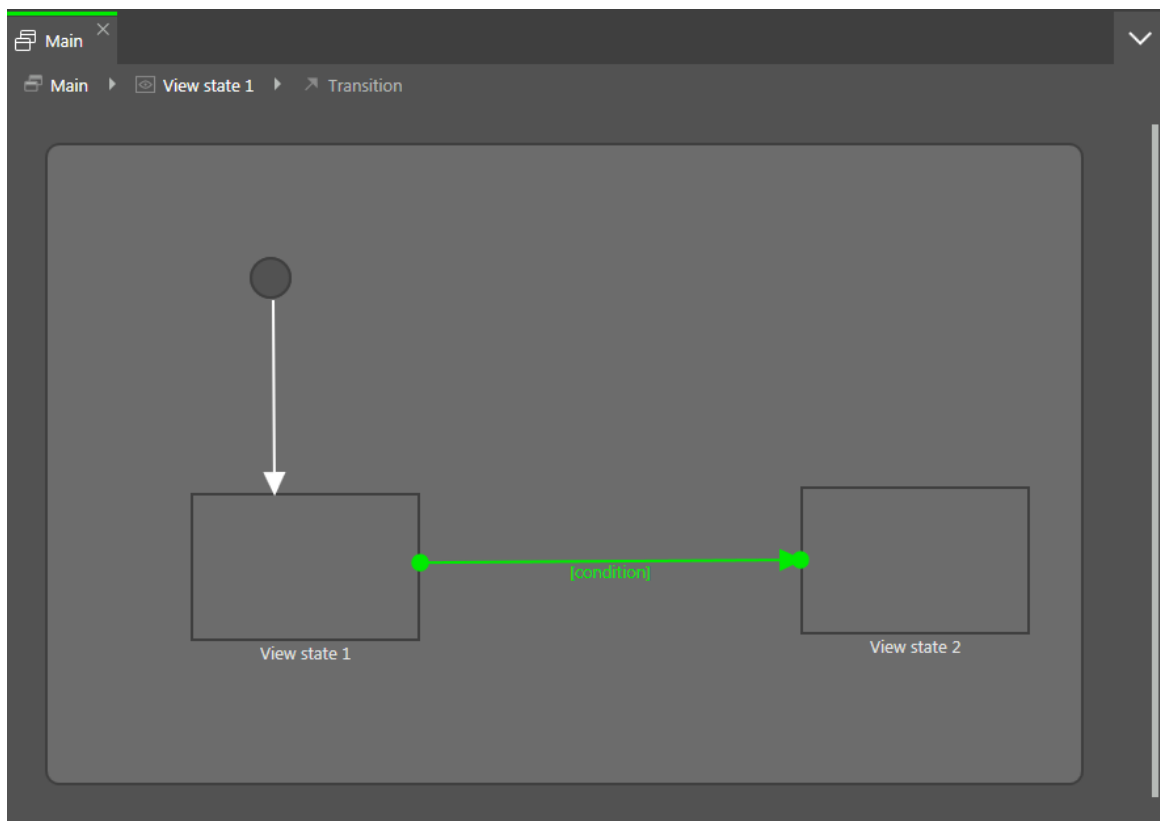 Main
Main View state 1 Transition
[condition]
View state 1
View state 2